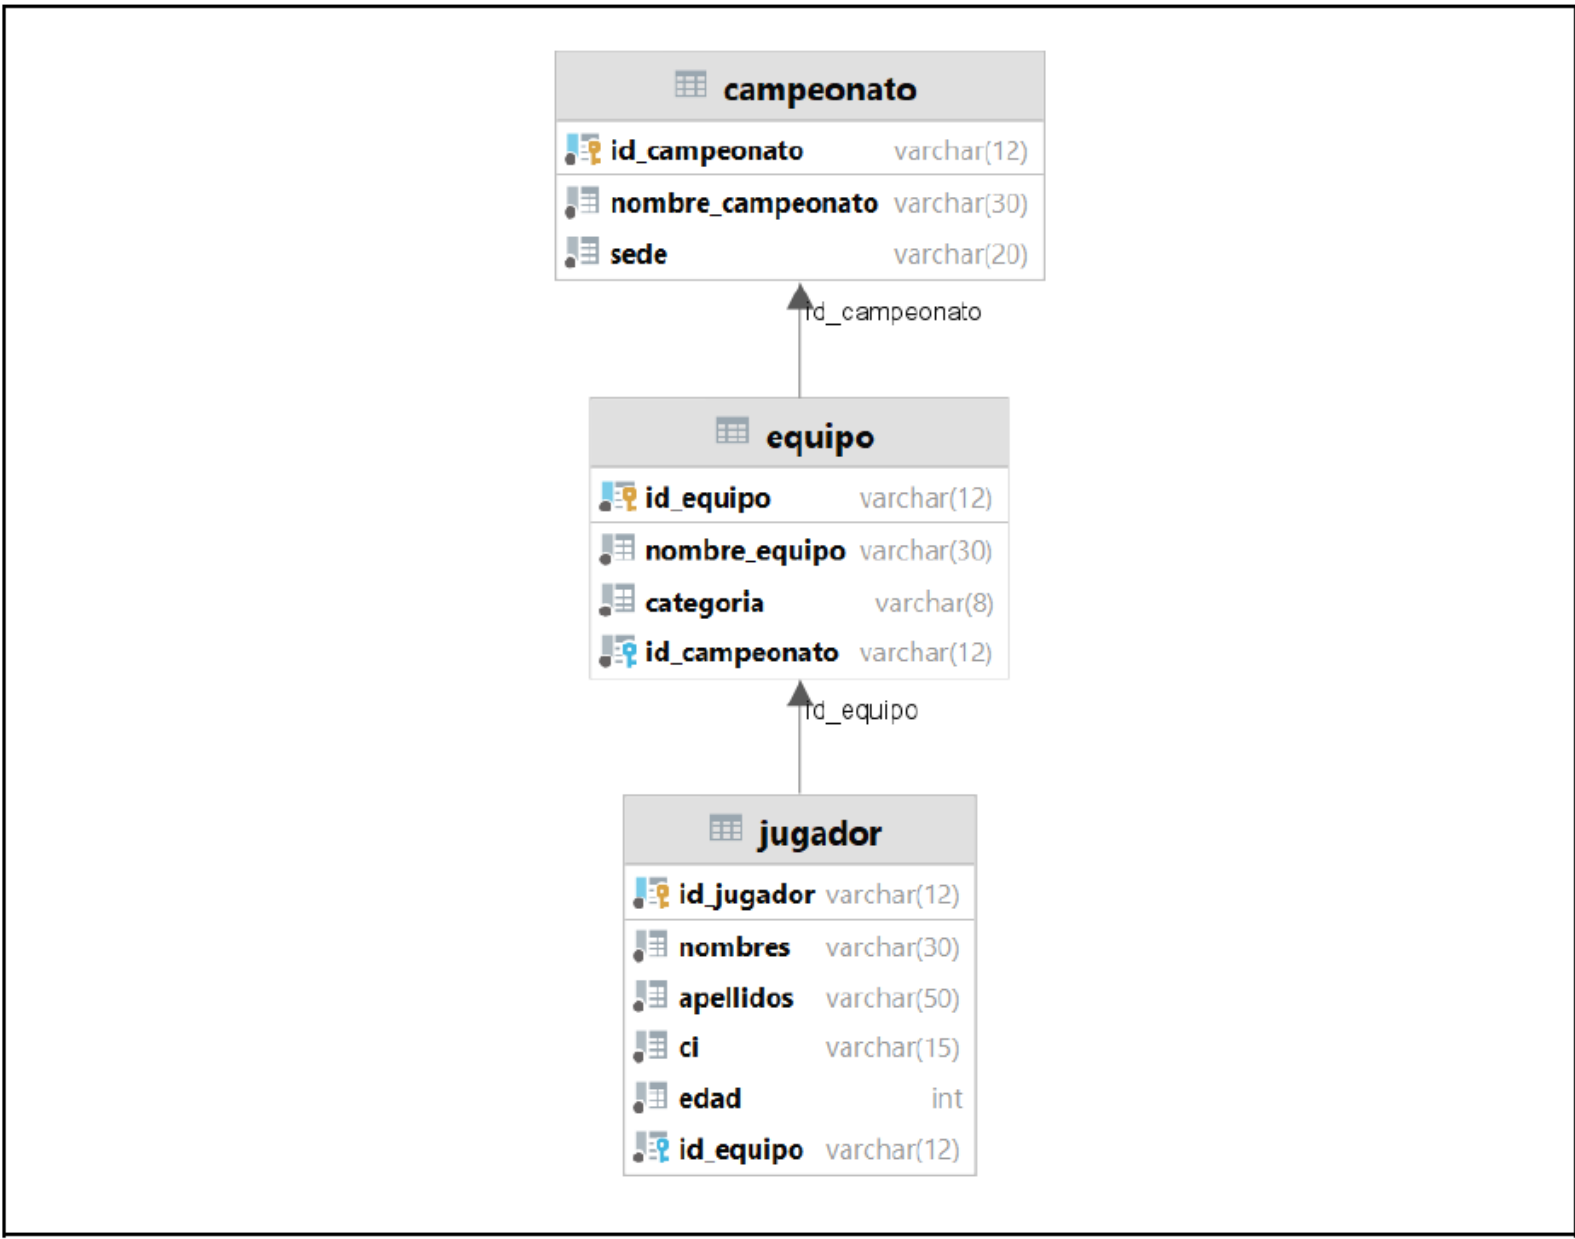 campeonato
id_campeonato varchar(12)
nombre_campeonato varchar(30)
sede varchar(20)
id_campeonato
equipo
id_equipo varchar(12)
nombre_equipo varchar(30)
categoria varchar(8)
id_campeonato varchar(12)
id_equipo
jugador
id_jugador varchar(12)
nombres varchar(30)
apellidos varchar(50)
ci varchar(15)
edad int
id_equipo varchar(12)